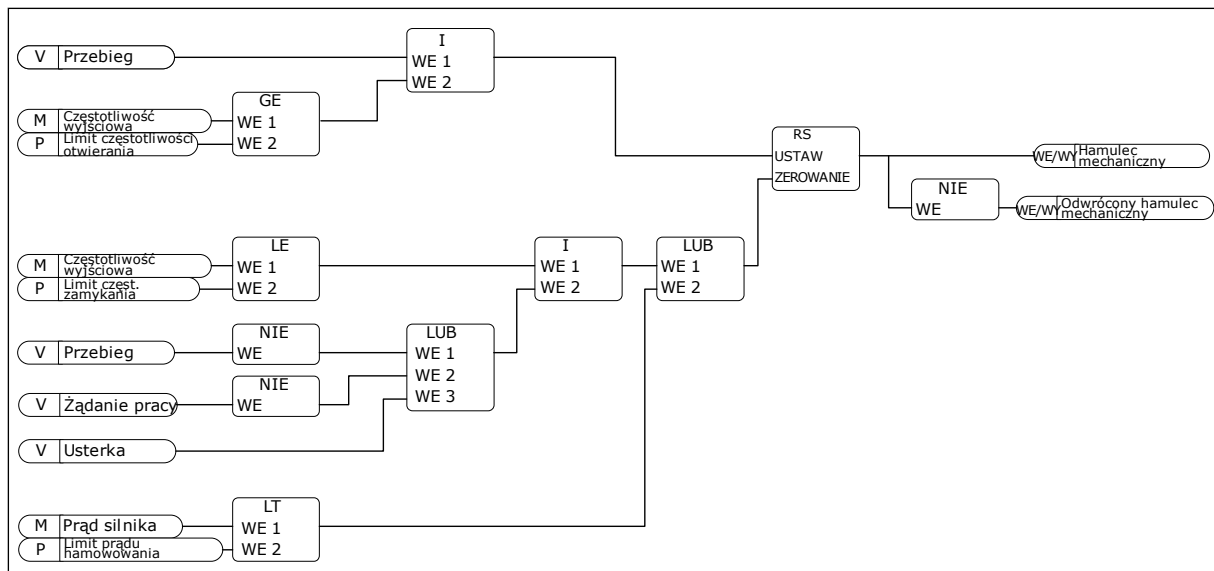 I
V Przebieg
WE 1
WE 2
GE
M Częstotliwość
wyjściowa
WE 1
P Limit częstotliwości
otwierania
WE 2
RS
USTAW
ZEROWANIE
WE/WY Hamulec
mechaniczny
NIE
WE
WE/WY Odwrócony hamulec
mechaniczny
LE
M Częstotliwość
wyjściowa
WE 1
P Limit częst.
zamykania
WE 2
I
WE 1
WE 2
LUB
WE 1
WE 2
NIE
V Przebieg
WE
LUB
WE 1
WE 2
WE 3
NIE
V Żądanie pracy
WE
V Usterka
LT
M Prąd silnika
WE 1
P Limit prądu
hamowowania
WE 2